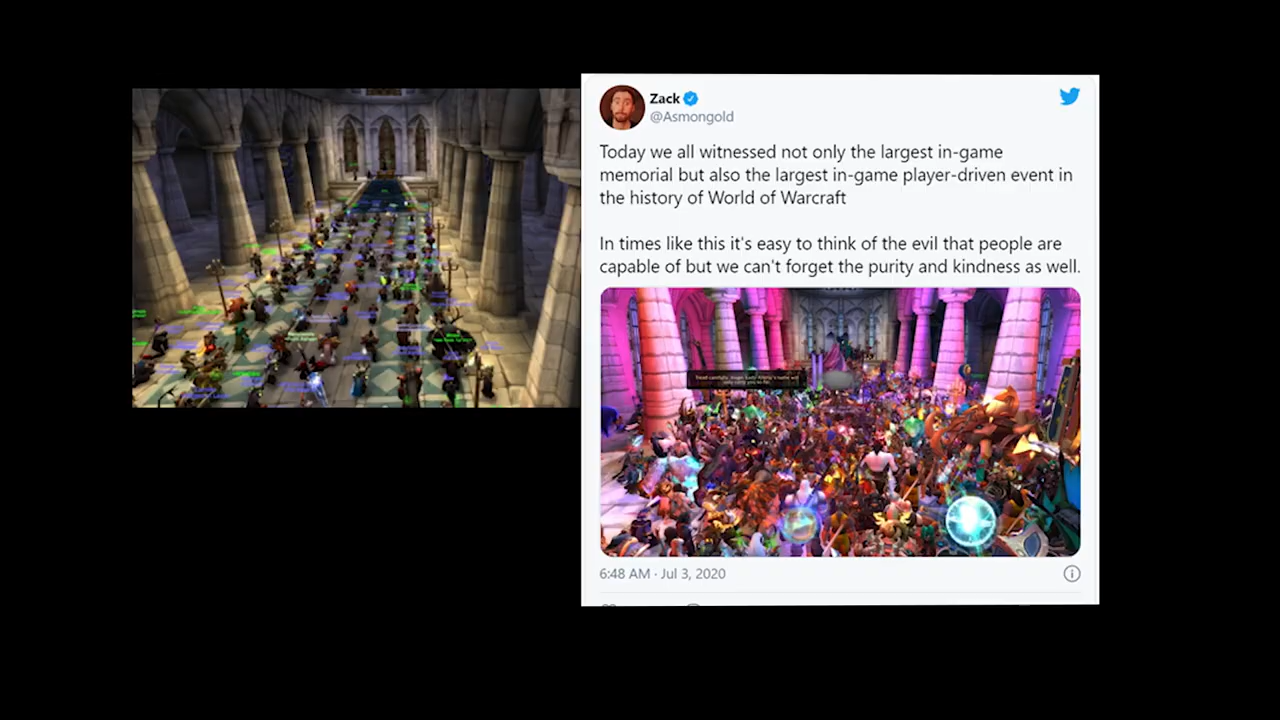 Zack
@Asmongold
Today we all witnessed not only the largest in-game
memorial but also the largest in-game player-driven event in
the history of World of Warcraft
In times like this it's easy to think of the evil that people are
capable of but we can't forget the purity and kindness as well.
6:48 AM · Jul 3, 2020